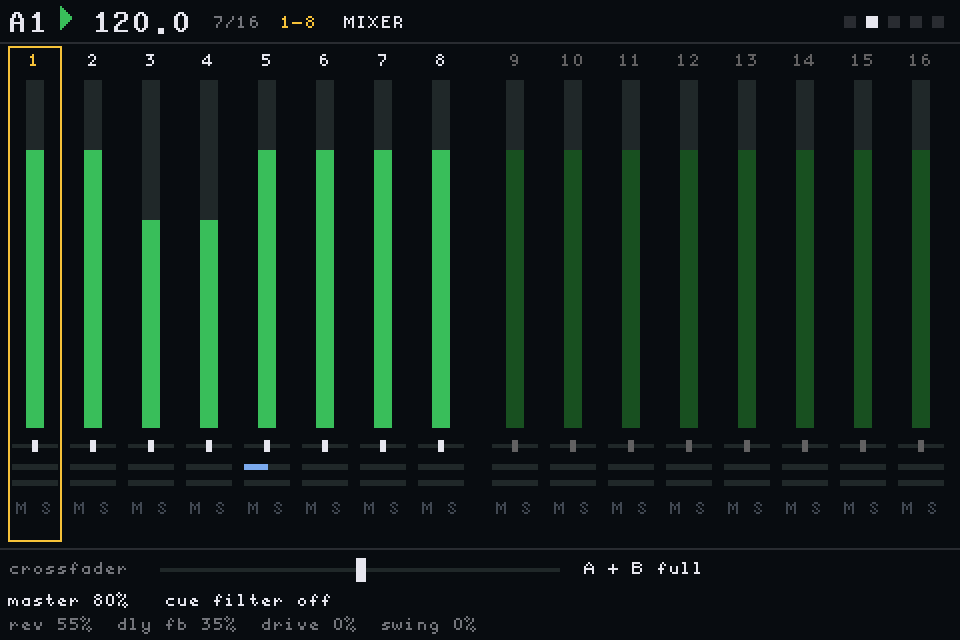 A1 120.0 7/16 1-8 MIXER
1 2 3 4 5 6 7 8 9 10 11 12 13 14 15 16
M S M S M S M S M S M S M S M S M S M S M S M S M S M S M S M S
crossfader A + B full
master 80% cue filter off
rev 55% dly fb 35% drive 0% swing 0%